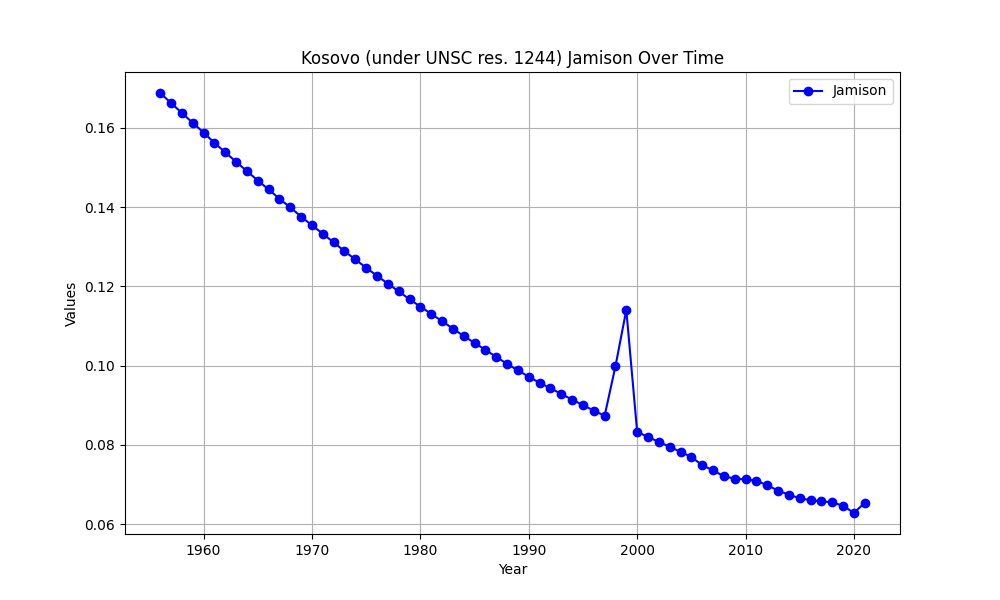 Kosovo (under UNSC res. 1244) Jamison Over Time
Jamison
0.16
0.14
0.12
0.10
0.08
0.06
Values
1960 1970 1980 1990 2000 2010 2020
Year